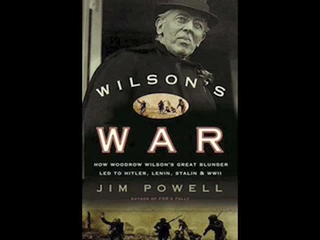 WILSON'S
WAR
HOW WOODROW WILSON'S GREAT BLUNDER
LED TO HITLER, LENIN, STALIN & WWII
JIM POWELL
AUTHOR OF FDR's FOLLY